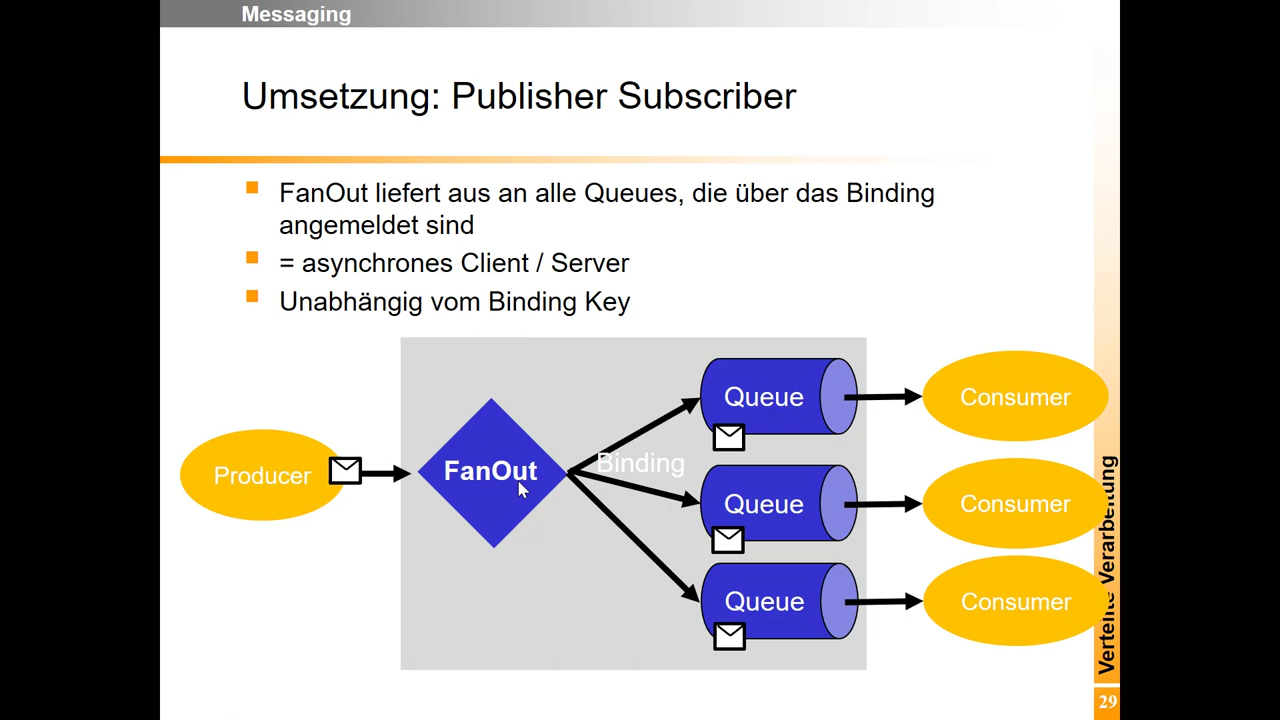 Messaging
Umsetzung: Publisher Subscriber
FanOut liefert aus an alle Queues, die über das Binding
angemeldet sind
= asynchrones Client / Server
Unabhängig vom Binding Key
Producer
FanOut
Binding
Queue
Consumer
Queue
Consumer
Queue
Consumer
Verteilte Verarbeitung
29